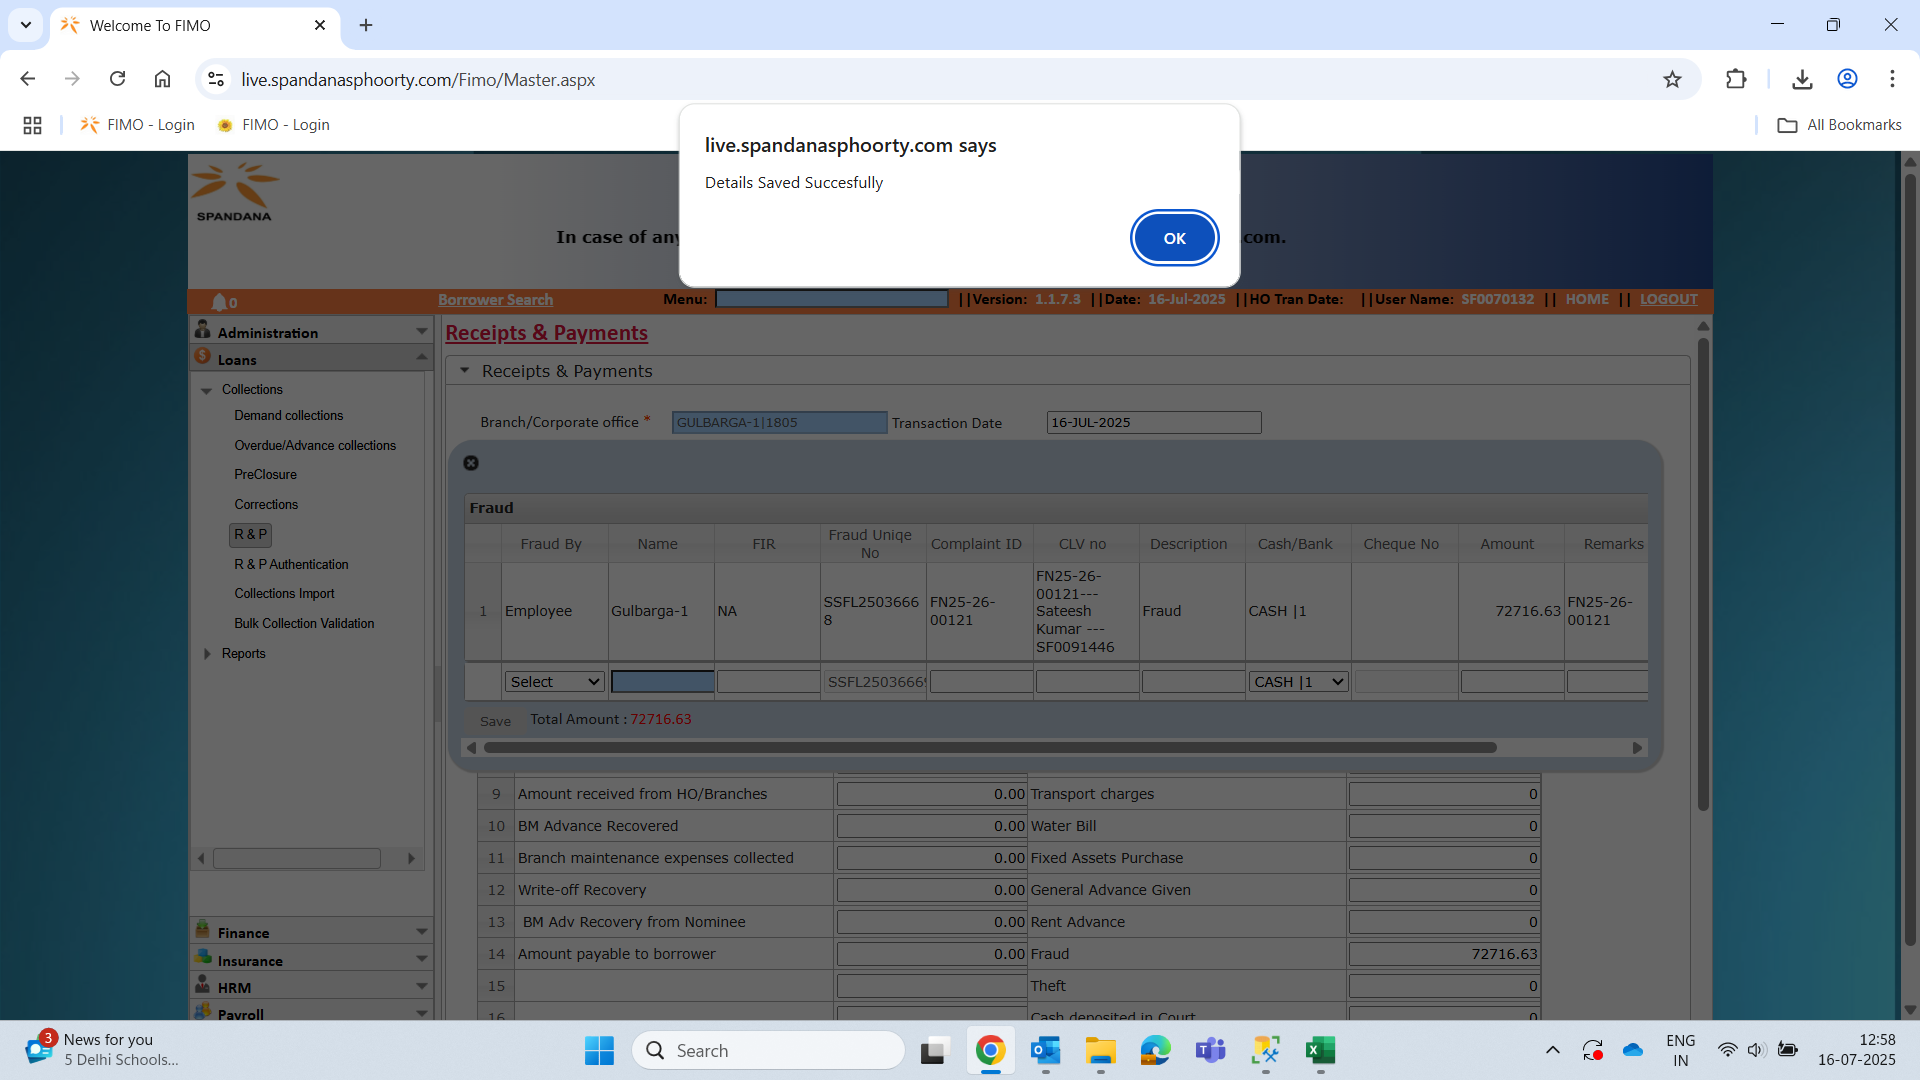 Welcome To FIMO
live.spandanasphoorty.com/Fimo/Master.aspx
FIMO - Login
FIMO - Login
All Bookmarks
live.spandanasphoorty.com says
Details Saved Succesfully
OK
SPANDANA
In case of any
com.
0
Borrower Search
Menu:
||Version: 1.1.7.3 ||Date: 16-Jul-2025 ||HO Tran Date: ||User Name: SF0070132 || HOME || LOGOUT
Administration
Loans
Collections
Demand collections
Overdue/Advance collections
PreClosure
Corrections
R & P
R & P Authentication
Collections Import
Bulk Collection Validation
Reports
Finance
Insurance
HRM
Payroll
Receipts & Payments
Receipts & Payments
Branch/Corporate office * GULBARGA-1|1805 Transaction Date 16-JUL-2025
Fraud
Fraud By Name FIR Fraud Uniqe No Complaint ID CLV no Description Cash/Bank Cheque No Amount Remarks
1 Employee Gulbarga-1 NA SSFL25036668 FN25-26-00121 FN25-26-00121---Sateesh Kumar ---SF0091446 Fraud CASH |1 72716.63 FN25-26-00121
Select SSFL2503666 CASH |1
Save Total Amount : 72716.63
9 Amount received from HO/Branches 0.00 Transport charges 0
10 BM Advance Recovered 0.00 Water Bill 0
11 Branch maintenance expenses collected 0.00 Fixed Assets Purchase 0
12 Write-off Recovery 0.00 General Advance Given 0
13 BM Adv Recovery from Nominee 0.00 Rent Advance 0
14 Amount payable to borrower 0.00 Fraud 72716.63
15 Theft 0
16 Cash deposited in Court 0
3
News for you
5 Delhi Schools...
Search
ENG
IN
12:58
16-07-2025